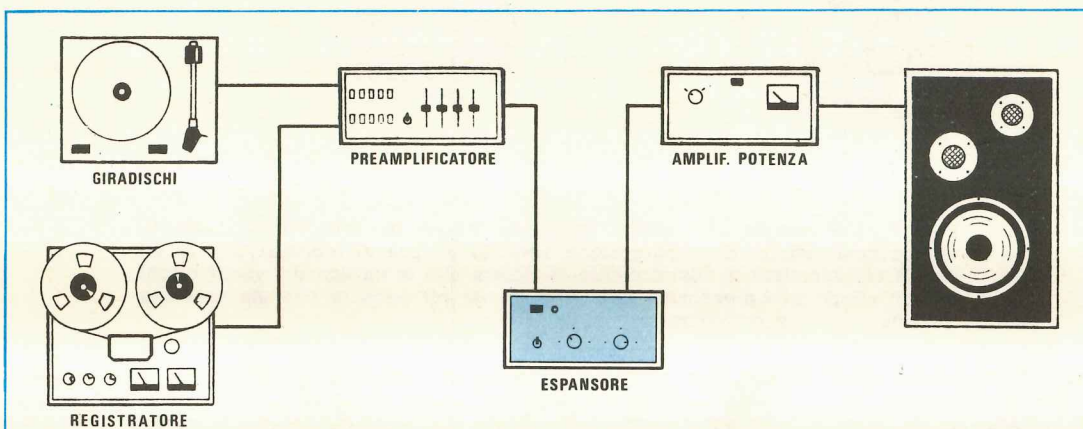 GIRADISCHI
PREAMPLIFICATORE
AMPLIF. POTENZA
ESPANSORE
REGISTRATORE